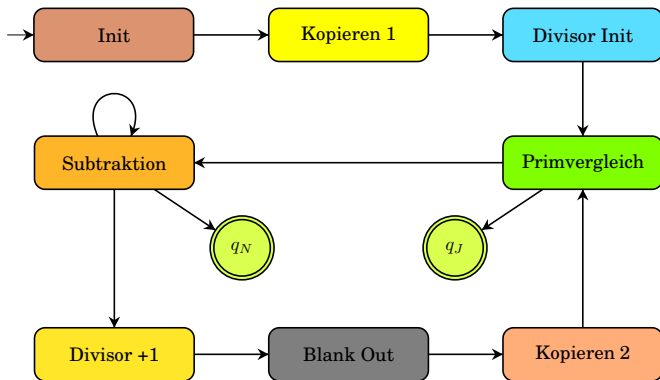 Init
Kopieren 1
Divisor Init
Subtraktion
Primvergleich
q_N
q_J
Divisor +1
Blank Out
Kopieren 2